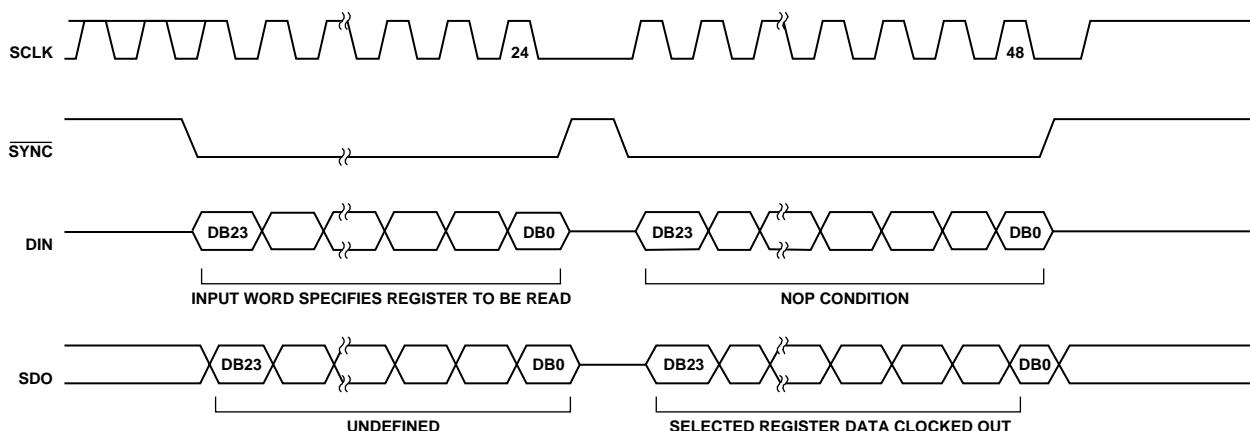 SCLK
24
48
SYNC
DIN
DB23
DB0
DB23
DB0
INPUT WORD SPECIFIES REGISTER TO BE READ
NOP CONDITION
SDO
DB23
DB0
DB23
DB0
UNDEFINED
SELECTED REGISTER DATA CLOCKED OUT